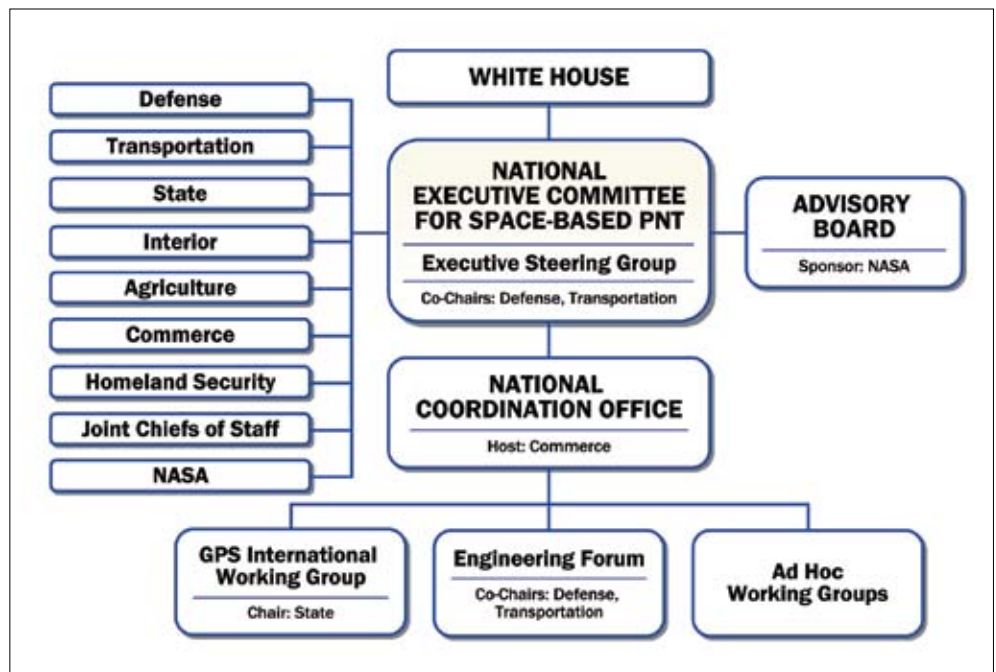 WHITE HOUSE
Defense
Transportation
State
Interior
Agriculture
Commerce
Homeland Security
Joint Chiefs of Staff
NASA
NATIONAL
EXECUTIVE COMMITTEE
FOR SPACE-BASED PNT
Executive Steering Group
Co-Chairs: Defense, Transportation
ADVISORY
BOARD
Sponsor: NASA
NATIONAL
COORDINATION OFFICE
Host: Commerce
GPS International
Working Group
Chair: State
Engineering Forum
Co-Chairs: Defense,
Transportation
Ad Hoc
Working Groups